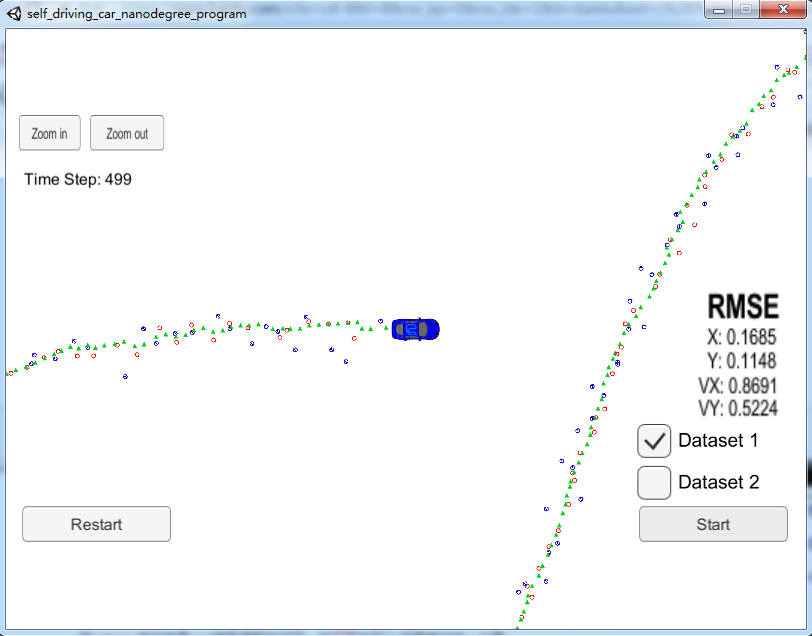 self_driving_car_nanodegree_program
Zoom in
Zoom out
Time Step: 499
RMSE
X: 0.1685
Y: 0.1148
VX: 0.8691
VY: 0.5224
Dataset 1
Dataset 2
Restart
Start